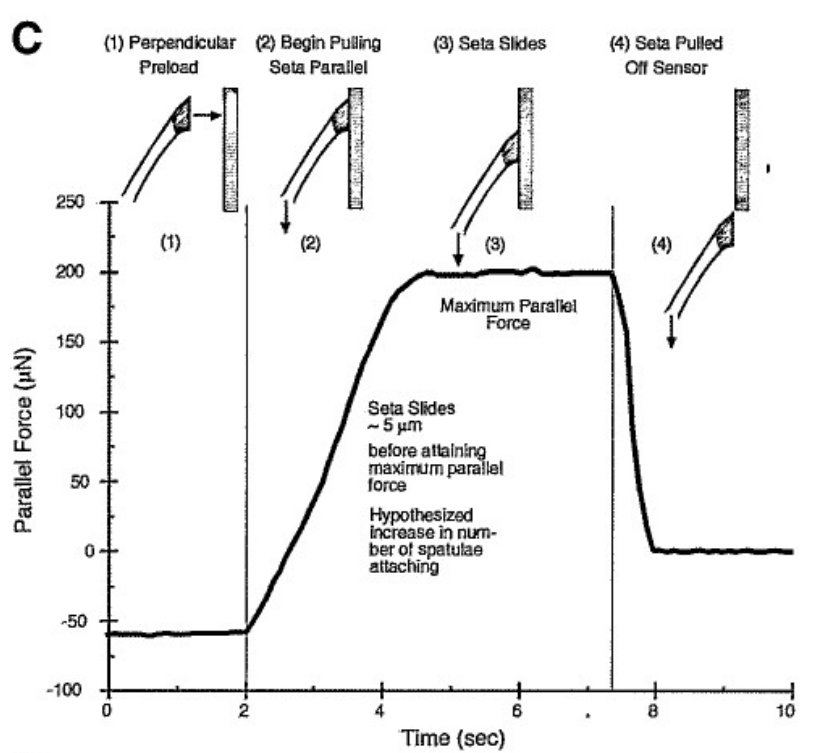 C
(1) Perpendicular
Preload
(2) Begin Pulling
Seta Parallel
(3) Seta Slides
(4) Seta Pulled
Off Sensor
250
200
150
100
50
0
-50
-100
Parallel Force (µN)
(1)
(2)
(3)
(4)
Maximum Parallel
Force
Seta Slides
~ 5 µm
before attaining
maximum parallel
force
Hypothesized
increase in num-
ber of spatulae
attaching
0
2
4
6
8
10
Time (sec)